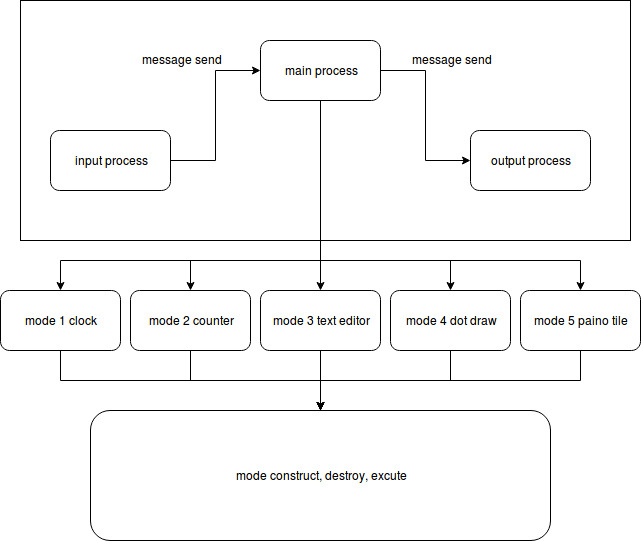 message send
main process
message send
input process
output process
mode 1 clock
mode 2 counter
mode 3 text editor
mode 4 dot draw
mode 5 paino tile
mode construct, destroy, excute